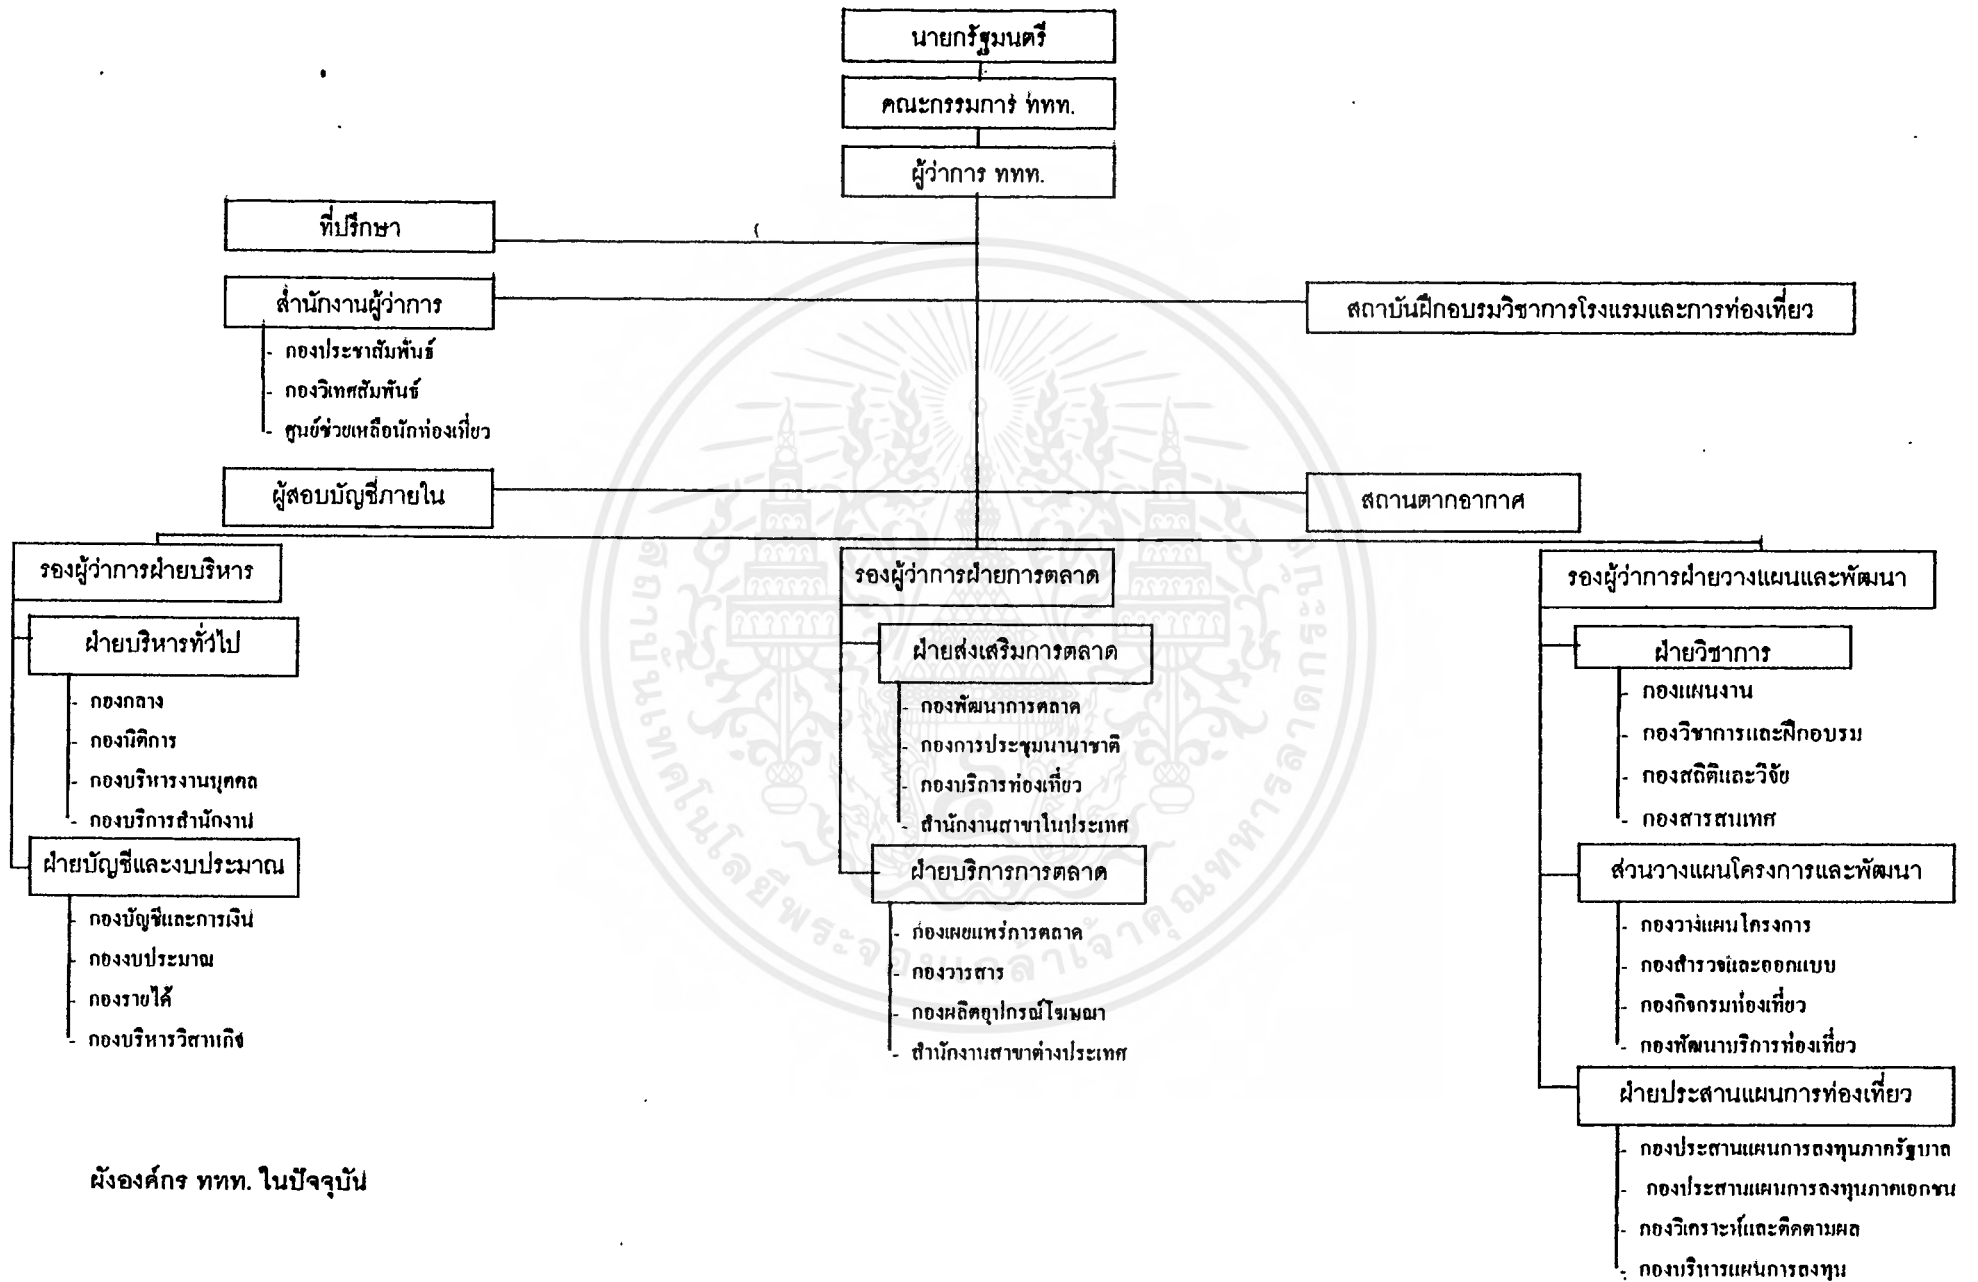 นายกรัฐมนตรี
คณะกรรมการ ททท.
ผู้ว่าการ ททท.
ที่ปรึกษา
สำนักงานผู้ว่าการ
- กองประชาสัมพันธ์
- กองวิเทศสัมพันธ์
- ศูนย์ช่วยเหลือนักท่องเที่ยว
สถาบันฝึกอบรมวิชาการโรงแรมและการท่องเที่ยว
ผู้สอบบัญชีภายใน
สถานตากอากาศ
รองผู้ว่าการฝ่ายบริหาร
ฝ่ายบริหารทั่วไป
- กองกลาง
- กองนิติการ
- กองบริหารงานบุคคล
- กองบริการสำนักงาน
ฝ่ายบัญชีและงบประมาณ
- กองบัญชีและการเงิน
- กองงบประมาณ
- กองรายได้
- กองบริหารวิสาหกิจ
รองผู้ว่าการฝ่ายการตลาด
ฝ่ายส่งเสริมการตลาด
- กองพัฒนาการตลาด
- กองการประชุมนานาชาติ
- กองบริการท่องเที่ยว
- สำนักงานสาขาในประเทศ
ฝ่ายบริการการตลาด
- กองเผยแพร่การตลาด
- กองวารสาร
- กองผลิตอุปกรณ์โฆษณา
- สำนักงานสาขาต่างประเทศ
รองผู้ว่าการฝ่ายวางแผนและพัฒนา
ฝ่ายวิชาการ
- กองแผนงาน
- กองวิชาการและฝึกอบรม
- กองสถิติและวิจัย
- กองสารสนเทศ
ส่วนวางแผนโครงการและพัฒนา
- กองวางแผนโครงการ
- กองสำรวจและออกแบบ
- กองกิจกรมท่องเที่ยว
- กองพัฒนาบริการท่องเที่ยว
ฝ่ายประสานแผนการท่องเที่ยว
- กองประสานแผนการลงทุนภาครัฐบาล
- กองประสานแผนการลงทุนภาคเอกชน
- กองวิเคราะห์และติดตามผล
- กองบริหารแผนการลงทุน
ผังองค์กร ททท. ในปัจจุบัน
สถาบันเทคโนโลยีพระจอมเกล้าเจ้าคุณทหารลาดกระบัง